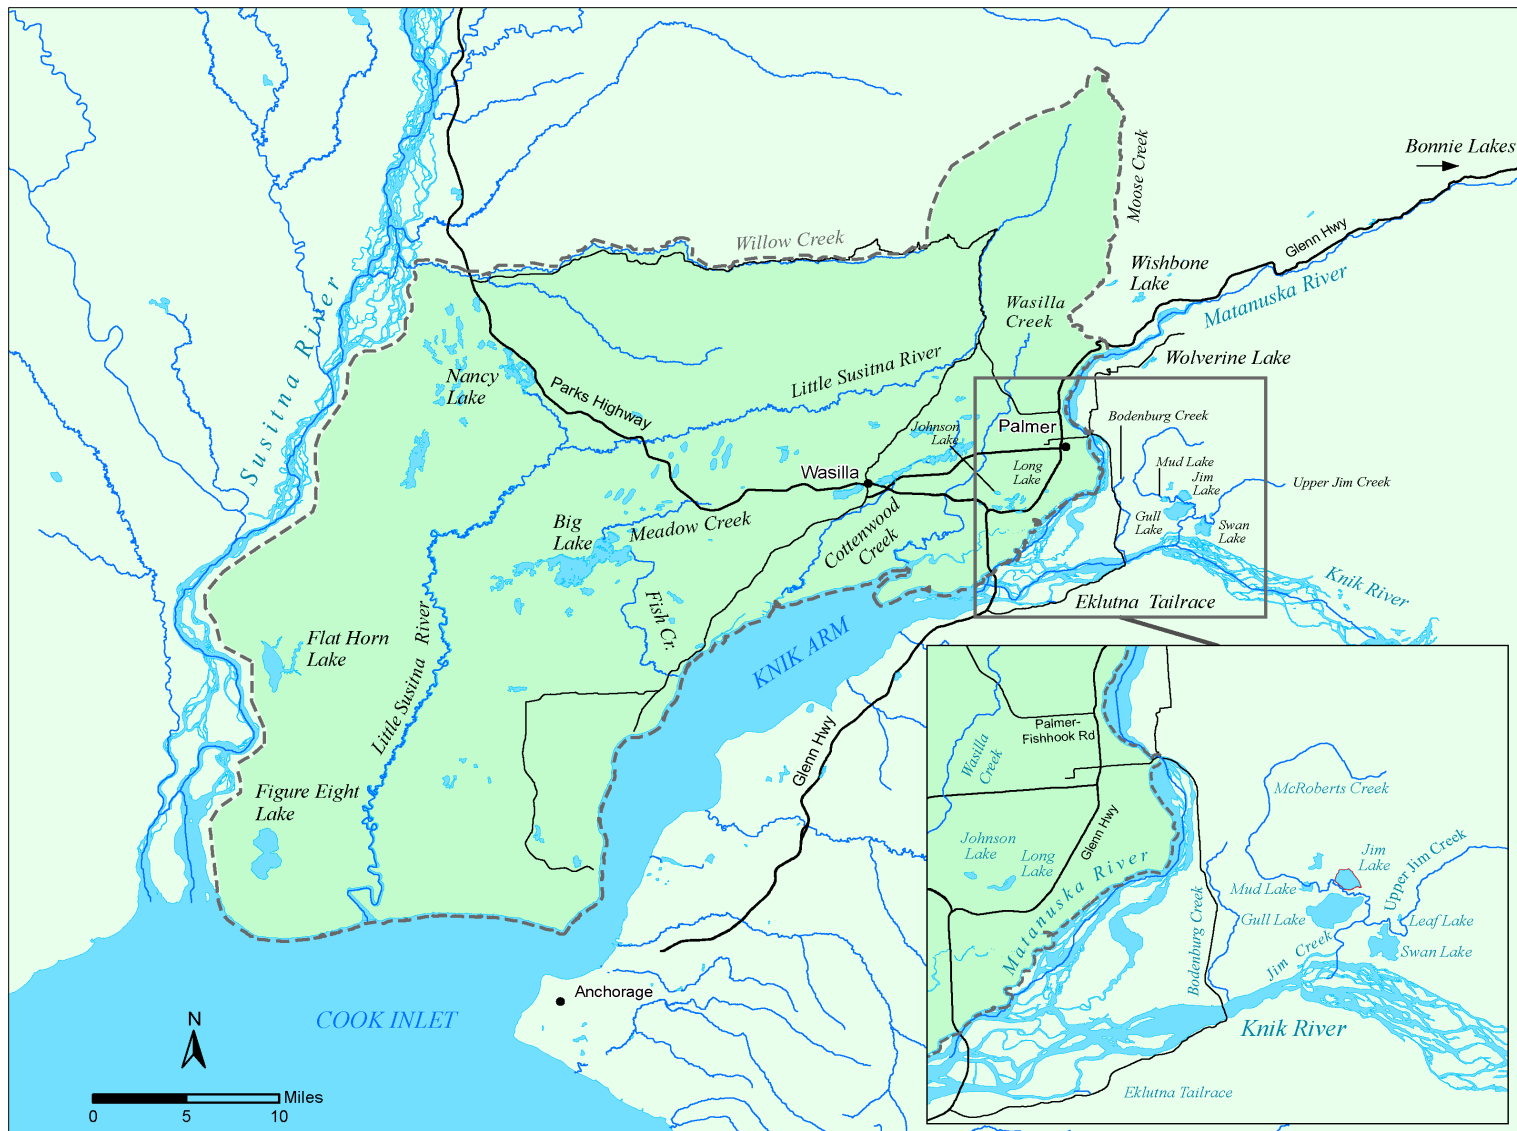 Bonnie Lakes
Moose Creek
Glenn Hwy
Willow Creek
Wishbone
Lake
Matanuska River
Susitna River
Wasilla
Creek
Wolverine Lake
Little Susitna River
Nancy
Lake
Parks Highway
Bodenburg Creek
Johnson
Lake
Palmer
Mud Lake
Jim
Lake
Upper Jim Creek
Long
Lake
Wasilla
Big
Lake
Meadow Creek
Cottenwood
Creek
Gull
Lake
Swan
Lake
Knik River
Eklutna Tailrace
Fish Cr.
Little Susitna River
Flat Horn
Lake
KNIK ARM
Glenn Hwy
Figure Eight
Lake
Palmer-
Fishhook Rd
Wasilla
Creek
McRoberts Creek
Glenn Hwy
Johnson
Lake
Long
Lake
Jim
Lake
Upper Jim Creek
Mud Lake
Matanuska River
Bodenburg Creek
Gull Lake
Leaf Lake
Swan Lake
Jim Creek
Knik River
Eklutna Tailrace
Anchorage
COOK INLET
N
Miles
0 5 10